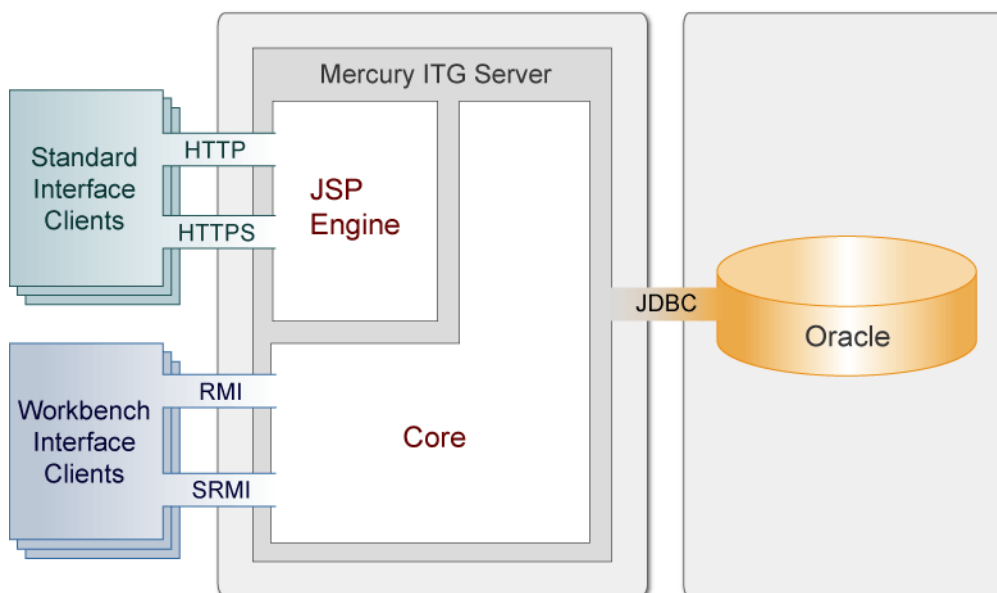 Mercury ITG Server
Standard
Interface
Clients
HTTP
HTTPS
JSP
Engine
JDBC
Oracle
Workbench
Interface
Clients
RMI
SRMI
Core